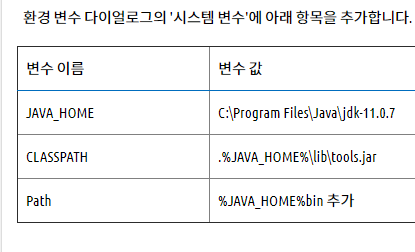 환경 변수 다이얼로그의 '시스템 변수'에 아래 항목을 추가합니다.
변수 이름 변수 값
JAVA_HOME C:\Program Files\Java\jdk-11.0.7
CLASSPATH .%JAVA_HOME%\lib\tools.jar
Path %JAVA_HOME%bin 추가